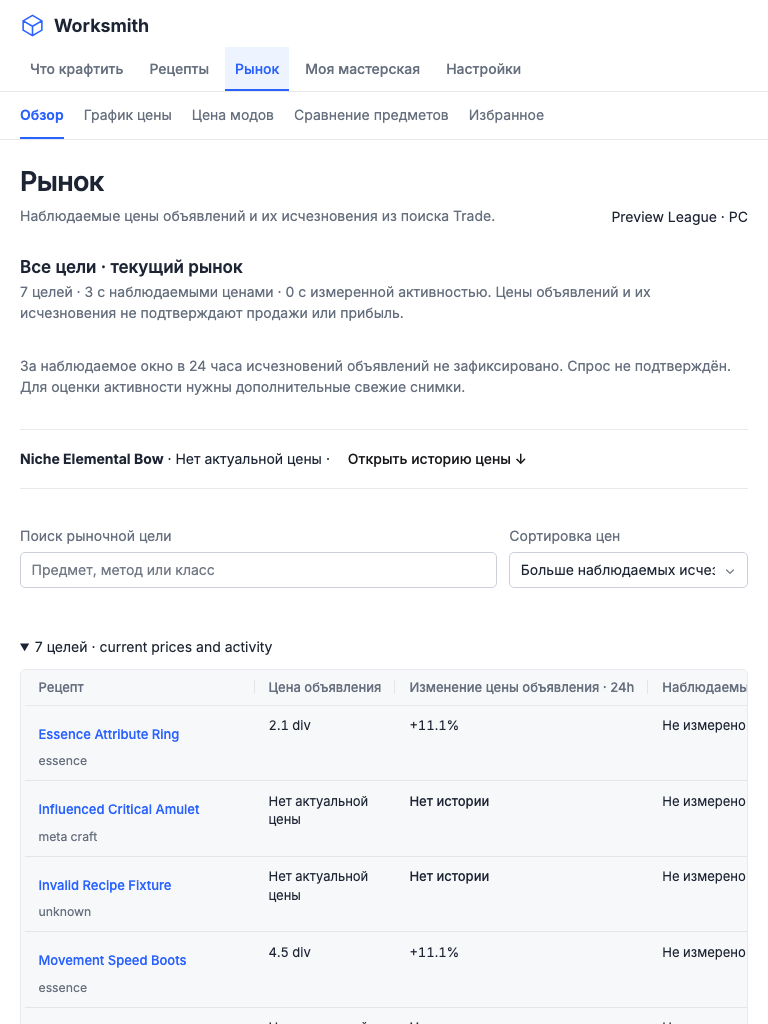 Worksmith
Что крафтить Рецепты Рынок Моя мастерская Настройки
Обзор График цены Цена модов Сравнение предметов Избранное
Рынок
Наблюдаемые цены объявлений и их исчезновения из поиска Trade. Preview League · PC
Все цели · текущий рынок
7 целей · 3 с наблюдаемыми ценами · 0 с измеренной активностью. Цены объявлений и их
исчезновения не подтверждают продажи или прибыль.
За наблюдаемое окно в 24 часа исчезновений объявлений не зафиксировано. Спрос не подтверждён.
Для оценки активности нужны дополнительные свежие снимки.
Niche Elemental Bow · Нет актуальной цены · Открыть историю цены ↓
Поиск рыночной цели Сортировка цен
Предмет, метод или класс Больше наблюдаемых исчез
▼ 7 целей · current prices and activity
Рецепт Цена объявления Изменение цены объявления · 24h Наблюдаемы
Essence Attribute Ring 2.1 div +11.1% Не измерено
essence
Influenced Critical Amulet Нет актуальной цены Нет истории Не измерено
meta craft
Invalid Recipe Fixture Нет актуальной цены Нет истории Не измерено
unknown
Movement Speed Boots 4.5 div +11.1% Не измерено
essence